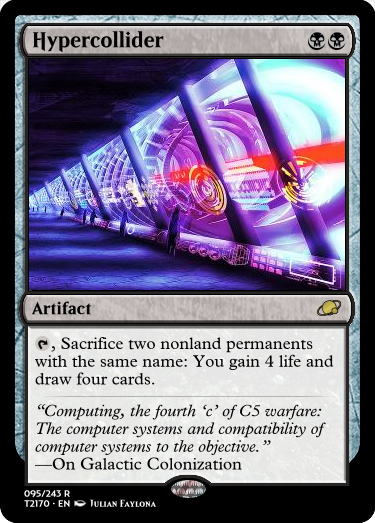 Hypercollider
Artifact
, Sacrifice two nonland permanents
with the same name: You gain 4 life and
draw four cards.
“Computing, the fourth ‘c’ of C5 warfare:
The computer systems and compatibility of
computer systems to the objective.”
—On Galactic Colonization
095/243 R
T2170 • EN Julian Faylona